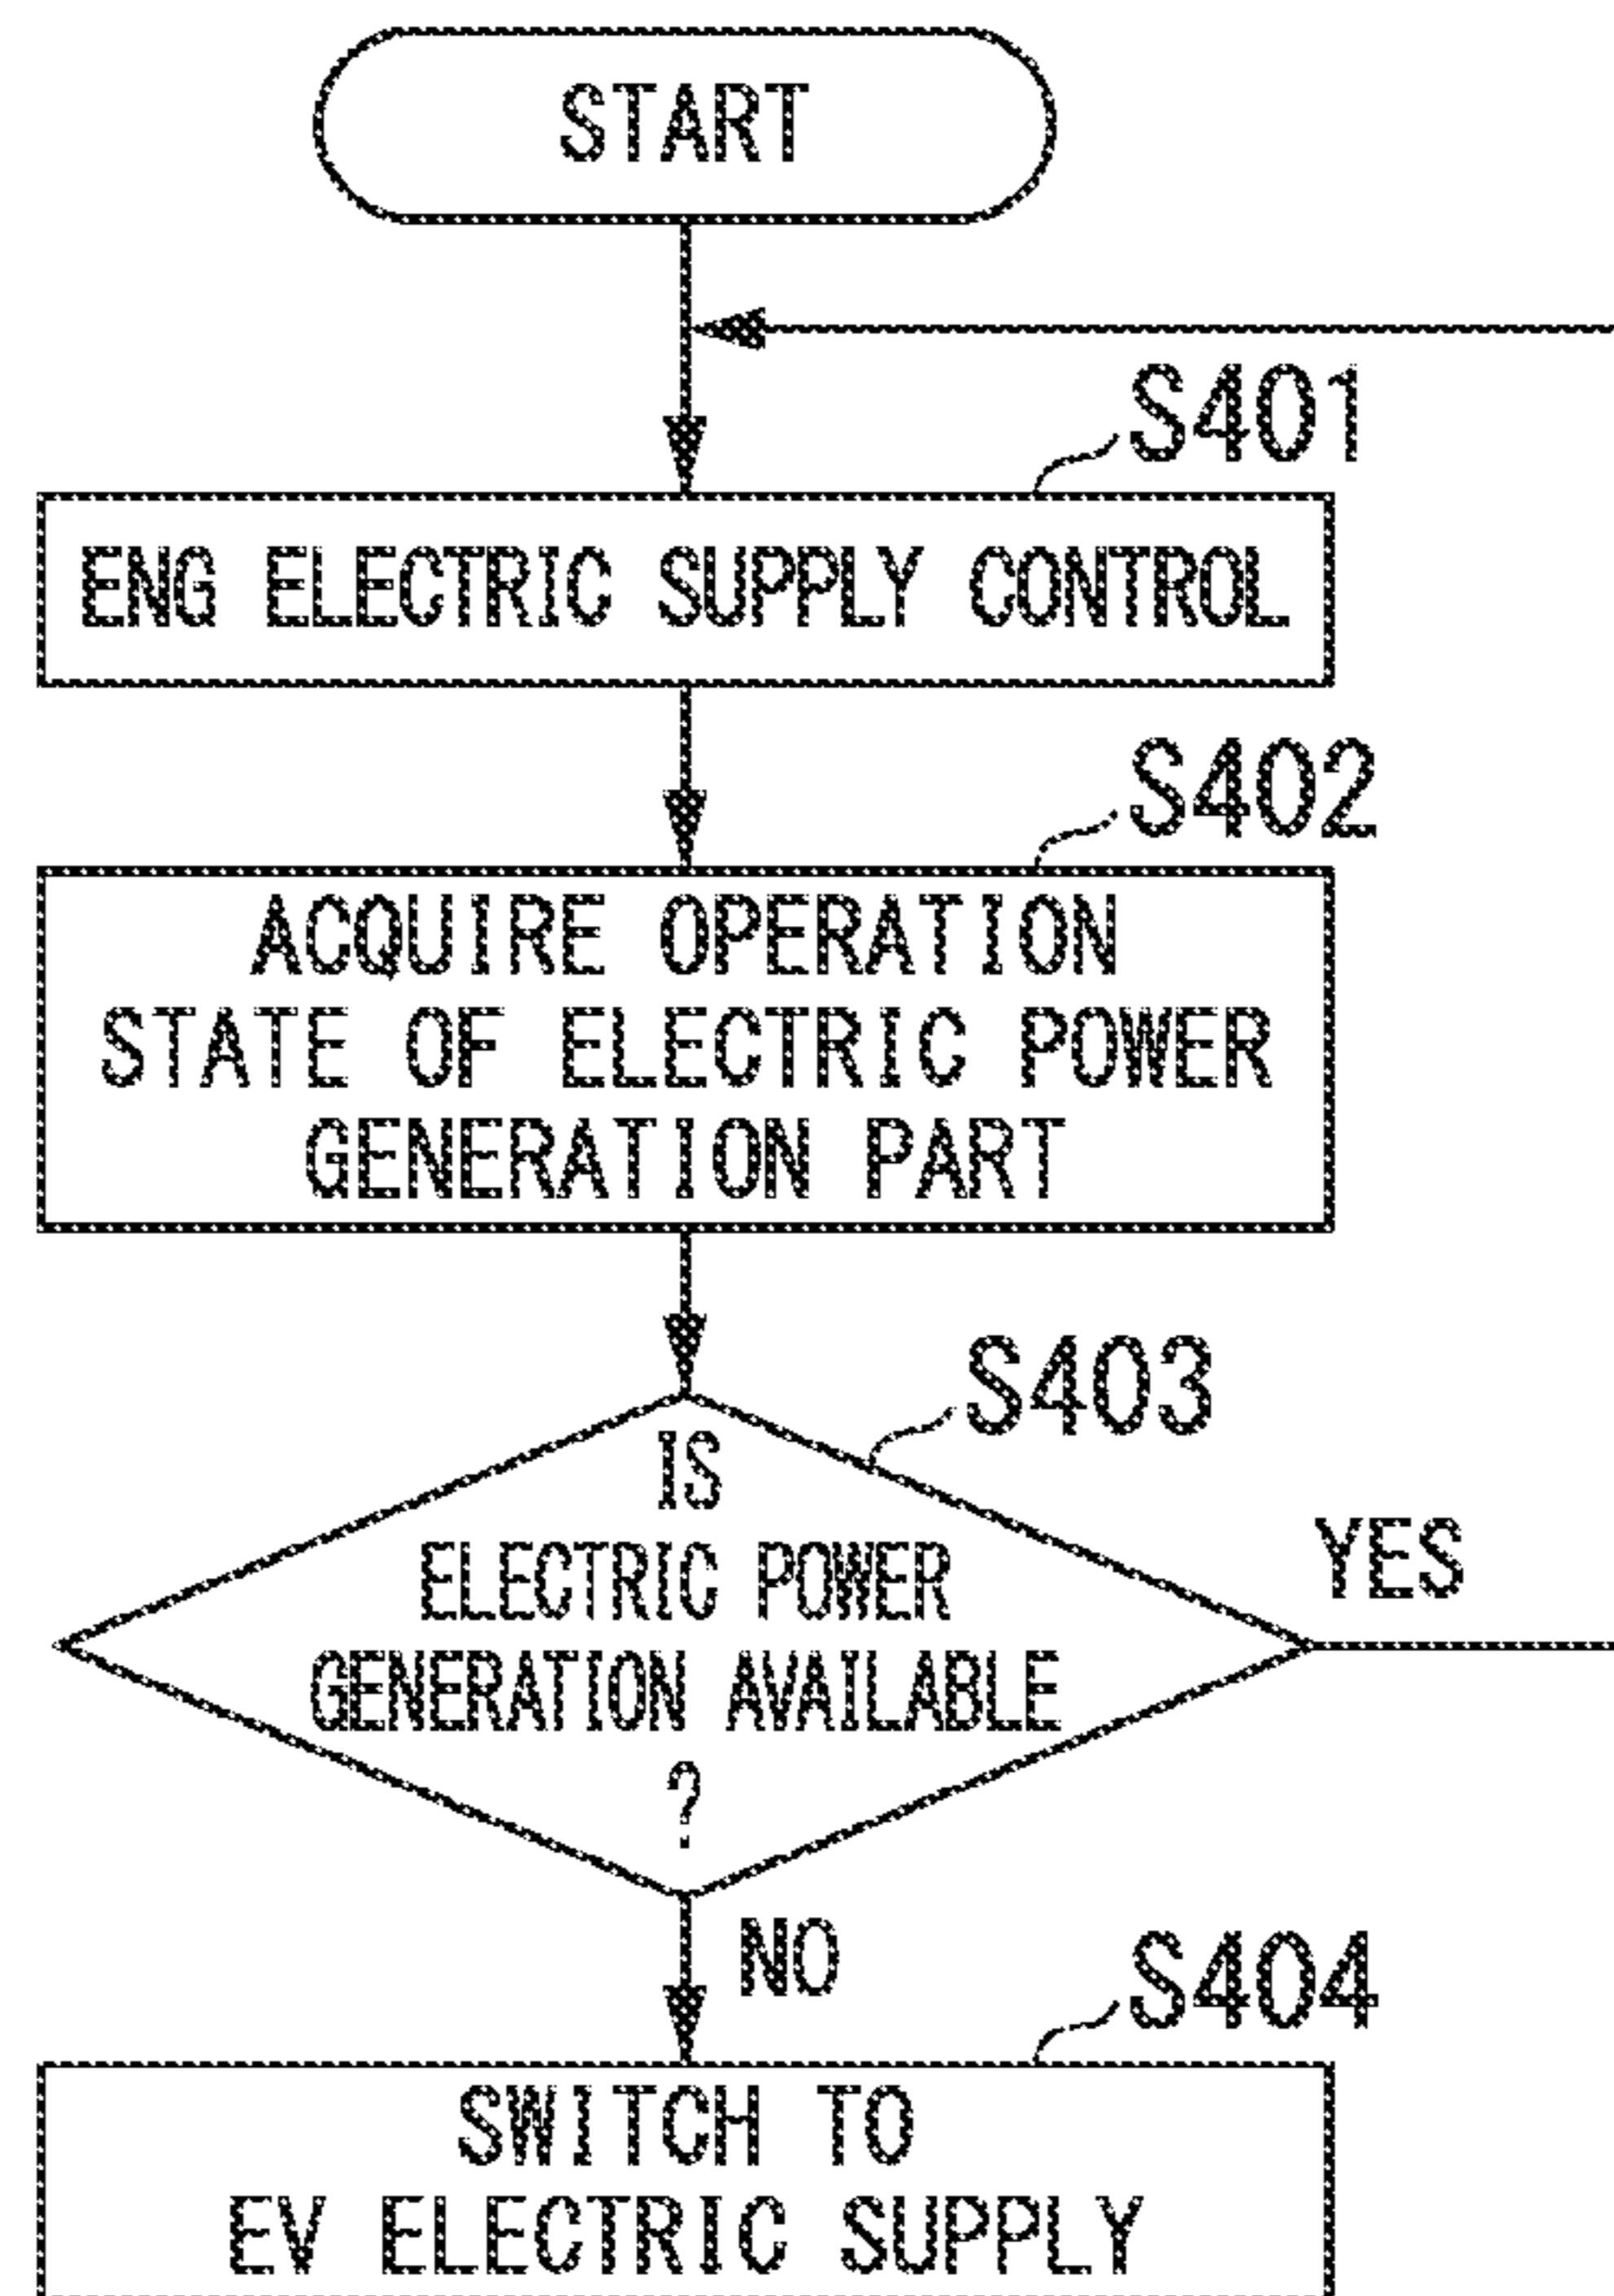 START
S401
ENG ELECTRIC SUPPLY CONTROL
S402
ACQUIRE OPERATION
STATE OF ELECTRIC POWER
GENERATION PART
S403
IS
ELECTRIC POWER
GENERATION AVAILABLE
?
YES
NO
S404
SWITCH TO
EV ELECTRIC SUPPLY